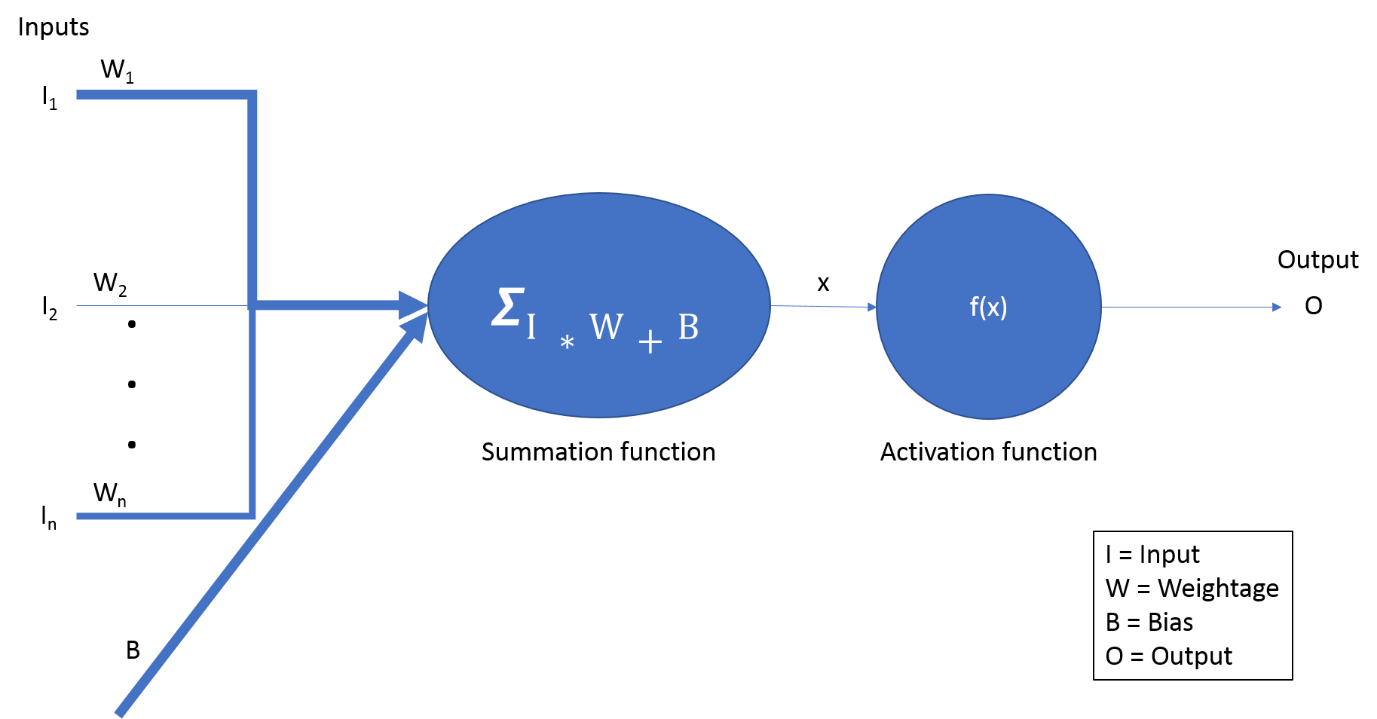 Inputs
W1
I1
W2
I2
Wn
In
B
Σ I * W + B
Summation function
x
f(x)
Activation function
Output
O
I = Input
W = Weightage
B = Bias
O = Output